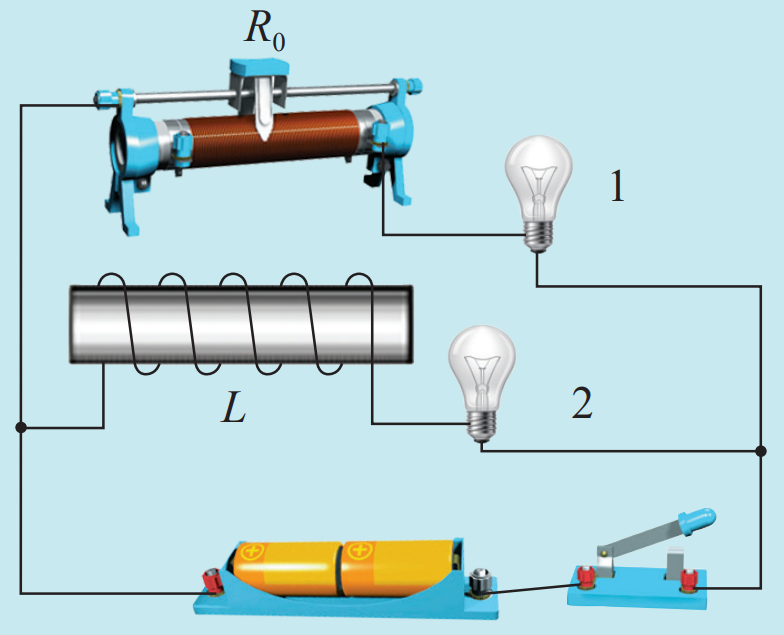 R₀
1
L
2
+ +